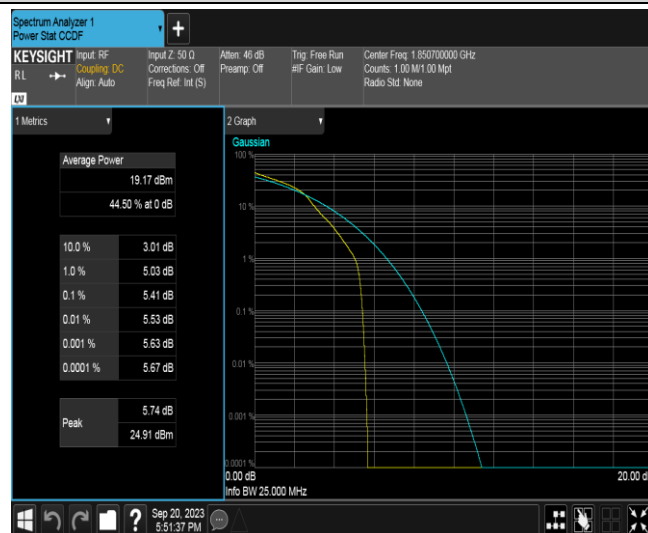 Spectrum Analyzer 1
Power Stat CCDF
+
KEYSIGHT
RL
LXI
Input: RF
Coupling: DC
Align: Auto
Input Z: 50 Ω
Corrections: Off
Freq Ref: Int (S)
Atten: 46 dB
Preamp: Off
Trig: Free Run
#IF Gain: Low
Center Freq: 1.850700000 GHz
Counts: 1.00 M/1.00 Mpt
Radio Std: None
1 Metrics
Average Power
19.17 dBm
44.50 % at 0 dB
10.0 % 3.01 dB
1.0 % 5.03 dB
0.1 % 5.41 dB
0.01 % 5.53 dB
0.001 % 5.63 dB
0.0001 % 5.67 dB
Peak
5.74 dB
24.91 dBm
2 Graph
Gaussian
100 %
10 %
1 %
0.1 %
0.01 %
0.001 %
0.0001 %
0.00 dB
20.00 d
Info BW 25.000 MHz
?
Sep 20, 2023
5:51:37 PM